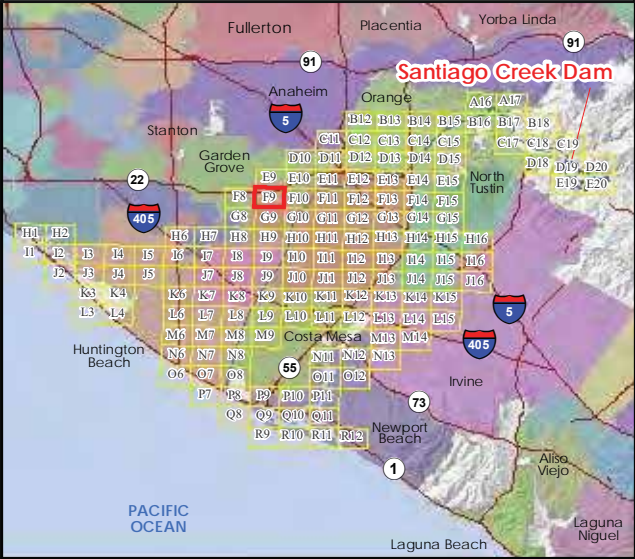 Fullerton
Placentia
Yorba Linda
91
91
Santiago Creek Dam
Anaheim
Orange
5
A16 A17
B12 B13 B14 B15 B16 B17 B18
Stanton
C11 C12 C13 C14 C15 C17 C18 C19
Garden
Grove
D10 D11 D12 D13 D14 D15 D18 D19 D20
North
Tustin
22
E9 E10 E11 E12 E13 E14 E15 E19 E20
F8 F9 F10 F11 F12 F13 F14 F15
405
G8 G9 G10 G11 G12 G13 G14 G15
H1 H2 H6 H7 H8 H9 H10 H11 H12 H13 H14 H15 H16
I1 I2 I3 I4 I5 I6 I7 I8 I9 I10 I11 I12 I13 I14 I15 I16
J2 J3 J4 J5 J7 J8 J9 J10 J11 J12 J13 J14 J15 J16
K3 K4 K6 K7 K8 K9 K10 K11 K12 K13 K14 K15
5
L3 L4 L6 L7 L8 L9 L10 L11 L12 L13 L14 L15
M6 M7 M8 M9 Costa Mesa M13 M14
405
Huntington
Beach
N6 N7 N8 N11 N12 N13
55
O6 O7 O8 O11 O12
Irvine
P7 P8 P9 P10 P11
73
Q8 Q9 Q10 Q11
Newport
Beach
R9 R10 R11 R12
1
Aliso
Viejo
PACIFIC
OCEAN
Laguna
Niguel
Laguna Beach